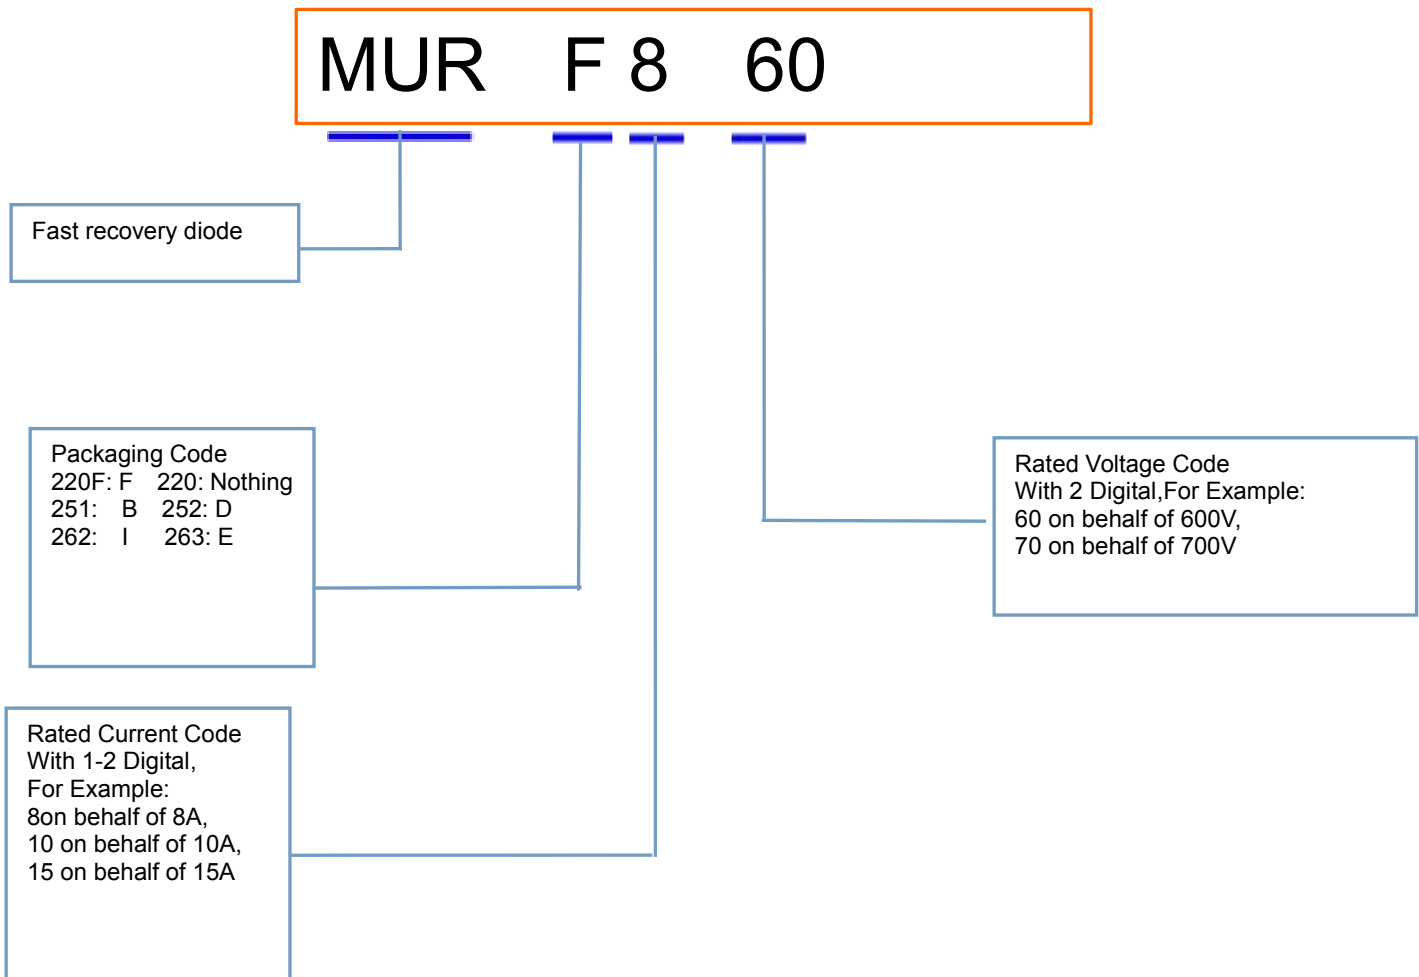 MUR F 8 60
Fast recovery diode
Packaging Code
220F: F 220: Nothing
251: B 252: D
262: I 263: E
Rated Voltage Code
With 2 Digital,For Example:
60 on behalf of 600V,
70 on behalf of 700V
Rated Current Code
With 1-2 Digital,
For Example:
8on behalf of 8A,
10 on behalf of 10A,
15 on behalf of 15A